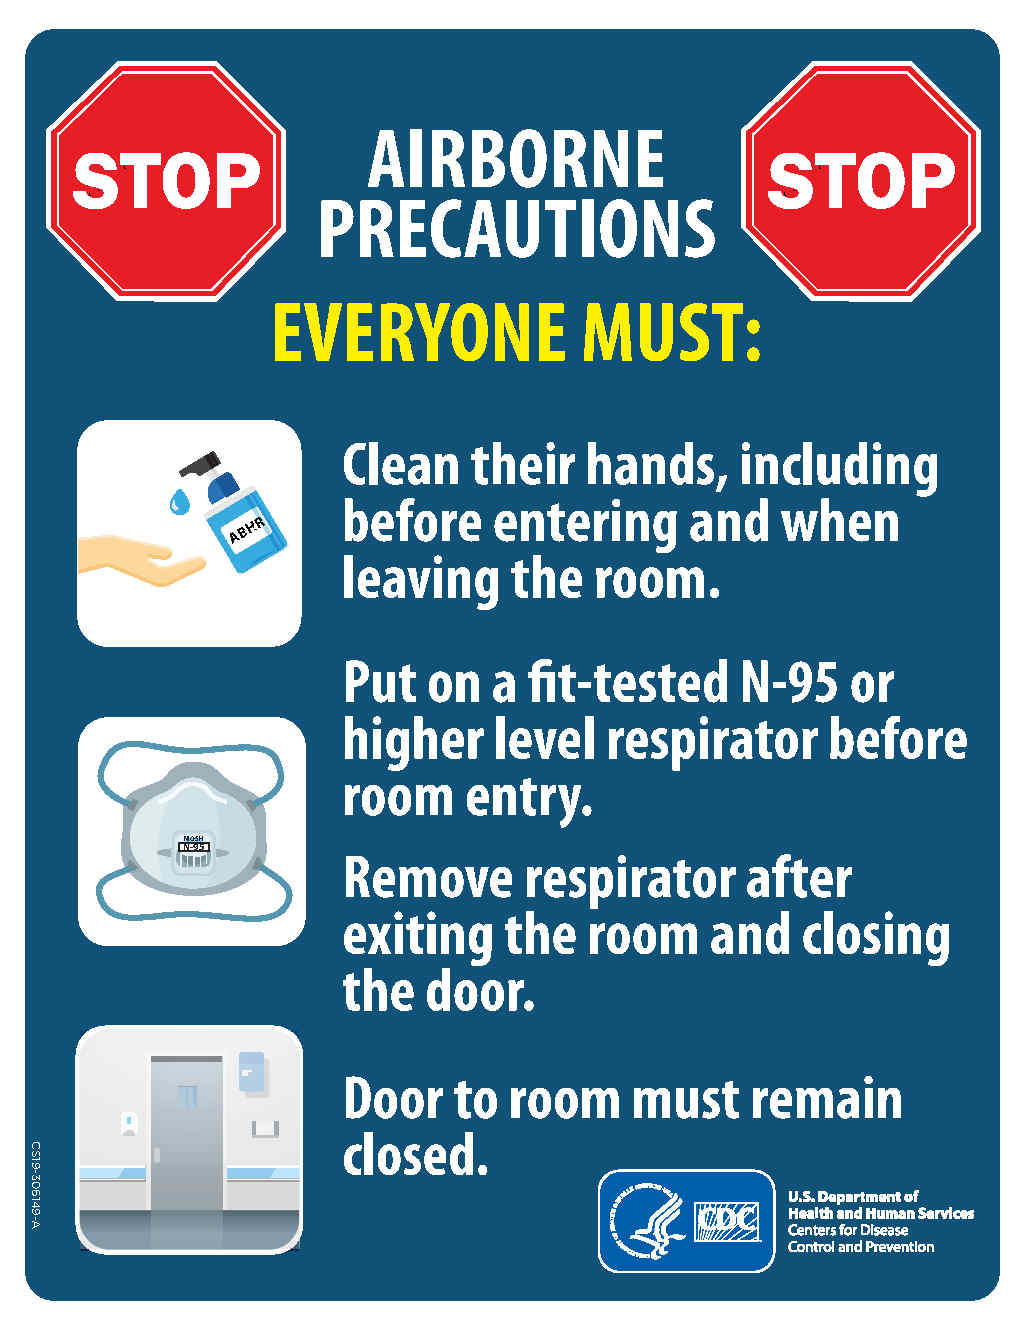 STOP
STOP
AIRBORNE
PRECAUTIONS
EVERYONE MUST:
ABHR
Clean their hands, including
before entering and when
leaving the room.
NIOSH
N-95
Put on a fit-tested N-95 or
higher level respirator before
room entry.
Remove respirator after
exiting the room and closing
the door.
Door to room must remain
closed.
CDC
U.S. Department of
Health and Human Services
Centers for Disease
Control and Prevention
CS19-306149-A